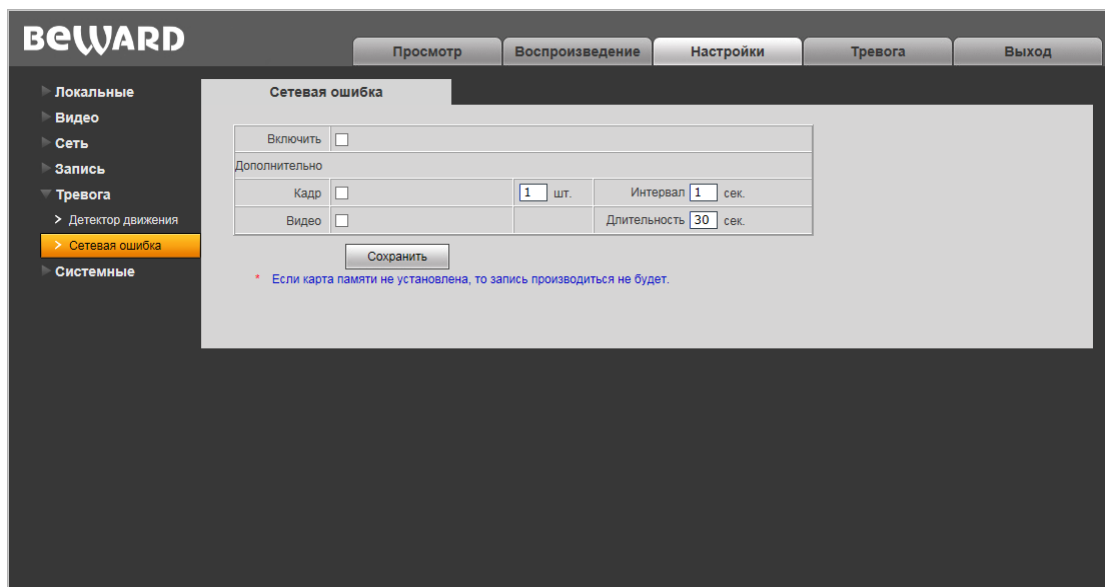 BEWARD
Просмотр Воспроизведение Настройки Тревога Выход
Локальные
Видео
Сеть
Запись
Тревога
> Детектор движения
> Сетевая ошибка
Системные
Сетевая ошибка
Включить
Дополнительно
Кадр 1 шт. Интервал 1 сек.
Видео Длительность 30 сек.
Сохранить
* Если карта памяти не установлена, то запись производиться не будет.